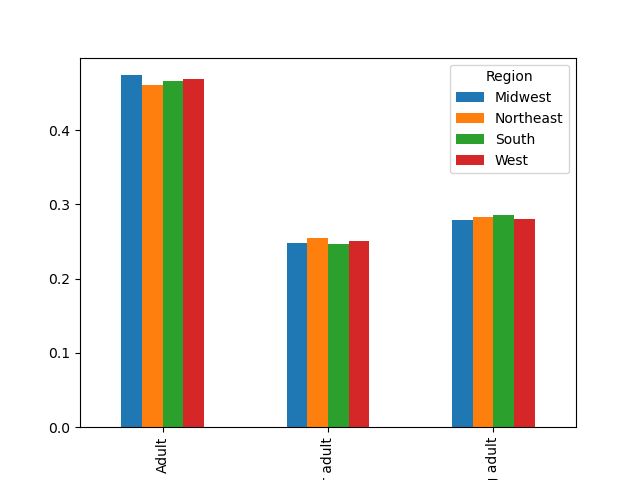 Region
Midwest
Northeast
South
West
0.4
0.3
0.2
0.1
0.0
Adult
adult
adult